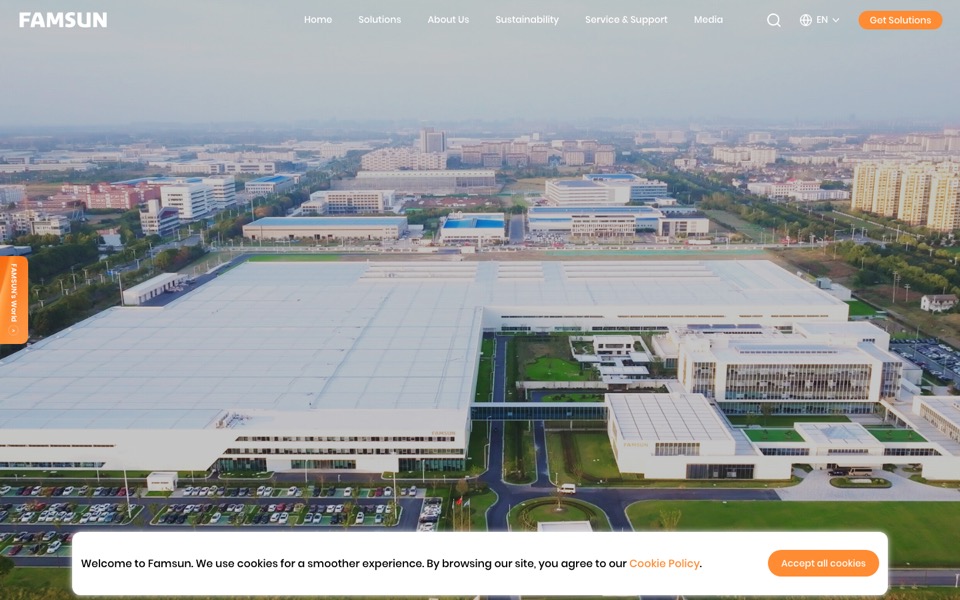 FAMSUN
Home
Solutions
About Us
Sustainability
Service & Support
Media
EN
Get Solutions
FAMSUN's World
FAMSUN
Welcome to Famsun. We use cookies for a smoother experience. By browsing our site, you agree to our Cookie Policy.
Accept all cookies